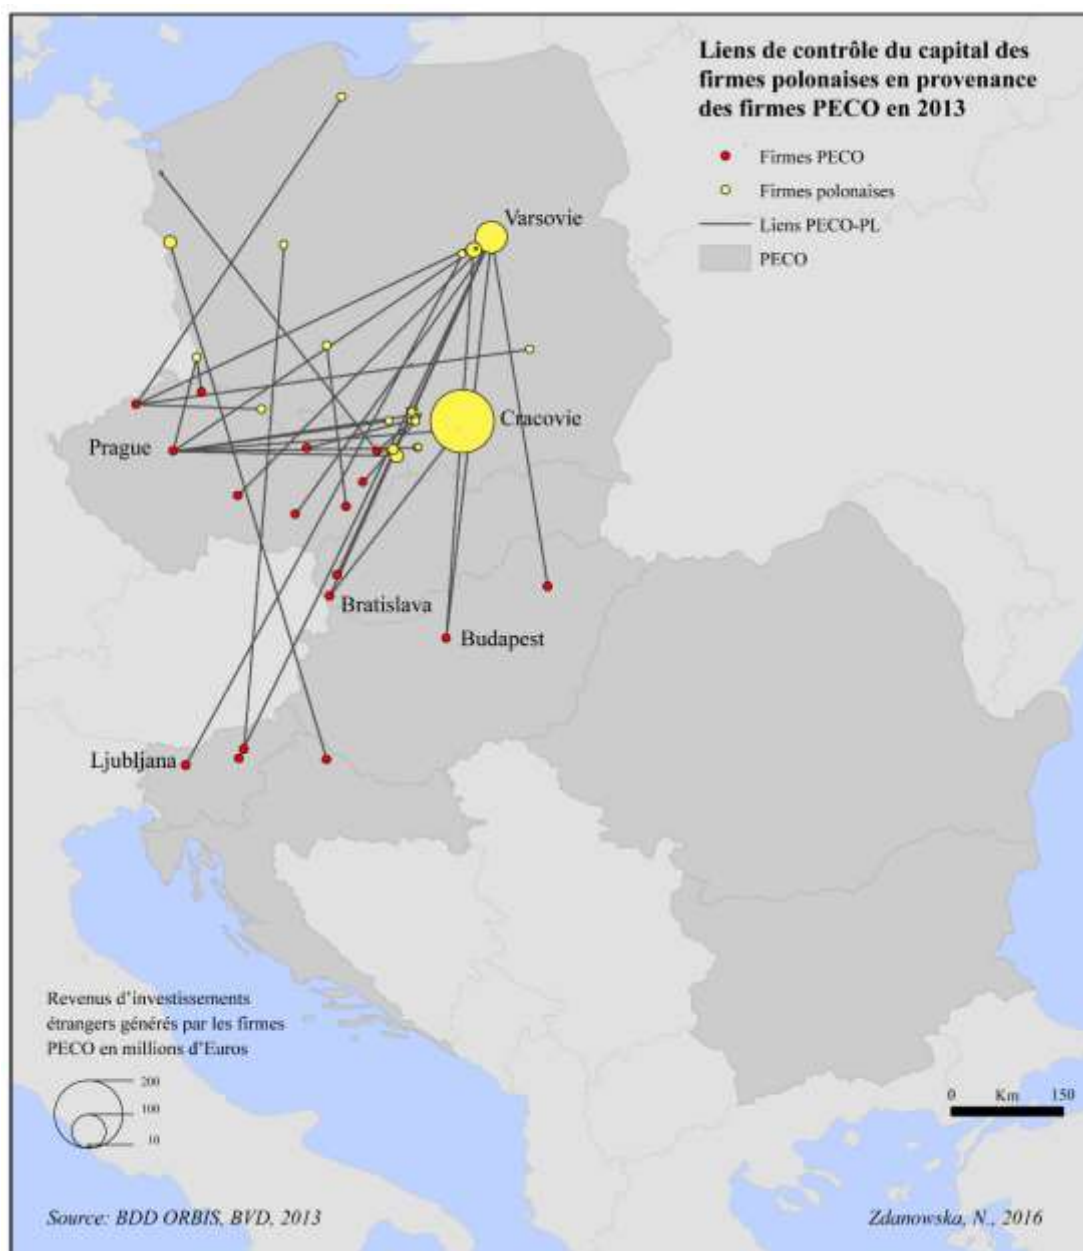 Liens de contrôle du capital des
firmes polonaises en provenance
des firmes PECO en 2013
Firmes PECO
Firmes polonaises
Liens PECO-PL
PECO
Varsovie
Cracovie
Prague
Bratislava
Budapest
Ljubljana
Revenus d'investissements
étrangers générés par les firmes
PECO en millions d'Euros
200
100
10
0 Km 150
Source: BDD ORBIS, BVD, 2013
Zdanowska, N., 2016